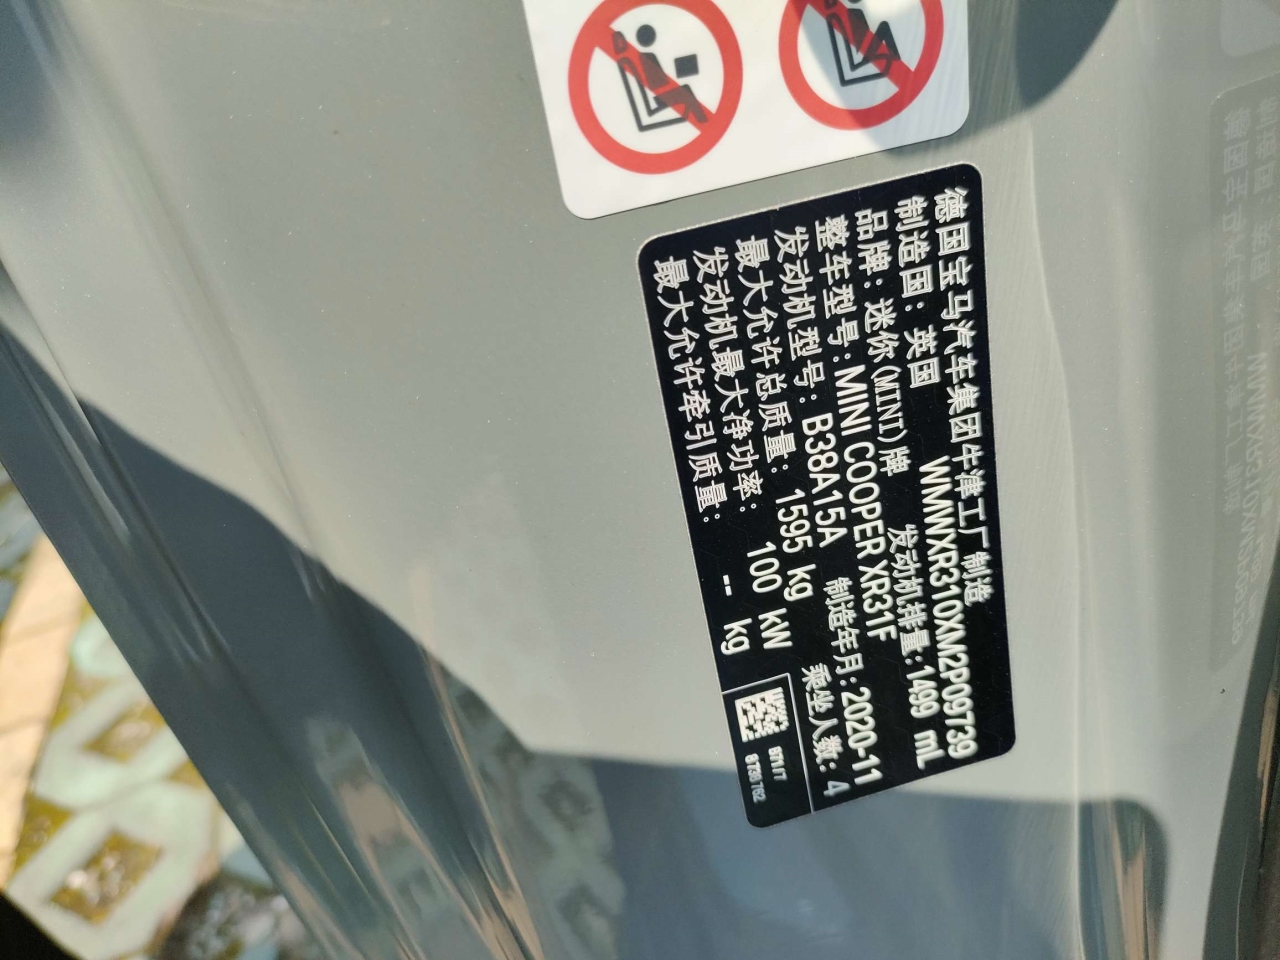 德国宝马汽车集团牛津工厂制造
制造国：英国 WMWXR310XM2P09739
品牌：迷你(MINI)牌 发动机排量：1499 mL
整车型号：MINI COOPER XR31F
发动机型号：B38A15A 制造年月：2020-11
最大允许总质量：1595 kg 乘坐人数：4
发动机最大净功率：100 kW
最大允许牵引质量：-- kg